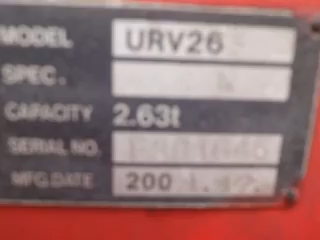 MODEL URV26
SPEC.
CAPACITY 2.63t
SERIAL NO.
MFG.DATE 200